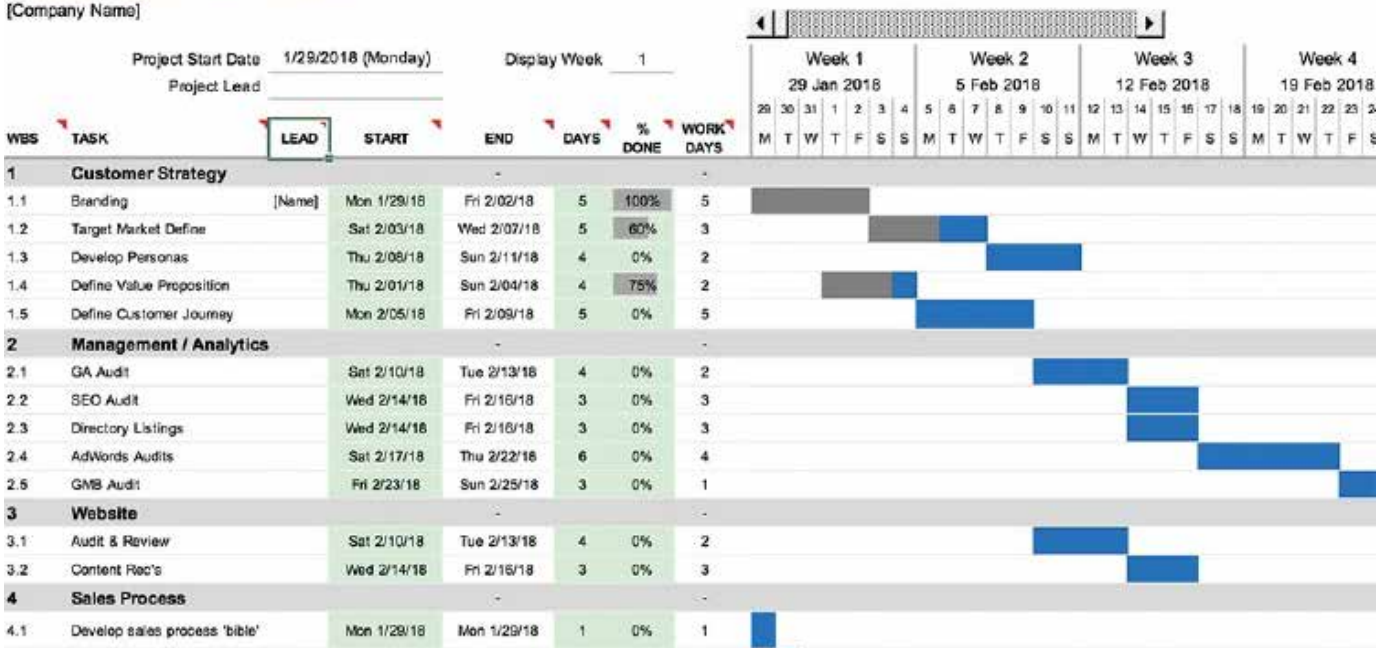 [Company Name]
Project Start Date 1/29/2018 (Monday) Display Week 1 Week 1 Week 2 Week 3 Week 4
Project Lead 29 Jan 2018 5 Feb 2018 12 Feb 2018 19 Feb 2018
29 30 31 1 2 3 4 5 6 7 8 9 10 11 12 13 14 15 16 17 18 19 20 21 22 23
WBS TASK LEAD START END DAYS % DONE WORK DAYS M T W T F S S M T W T F S S M T W T F S S M T W T F S
1 Customer Strategy - -
1.1 Branding [Name] Mon 1/29/18 Fri 2/02/18 5 100% 5
1.2 Target Market Define Sat 2/03/18 Wed 2/07/18 5 60% 3
1.3 Develop Personas Thu 2/08/18 Sun 2/11/18 4 0% 2
1.4 Define Value Proposition Thu 2/01/18 Sun 2/04/18 4 75% 2
1.5 Define Customer Journey Mon 2/05/18 Fri 2/09/18 5 0% 5
2 Management / Analytics - -
2.1 GA Audit Sat 2/10/18 Tue 2/13/18 4 0% 2
2.2 SEO Audit Wed 2/14/18 Fri 2/16/18 3 0% 3
2.3 Directory Listings Wed 2/14/18 Fri 2/16/18 3 0% 3
2.4 AdWords Audits Sat 2/17/18 Thu 2/22/18 6 0% 4
2.5 GMB Audit Fri 2/23/18 Sun 2/25/18 3 0% 1
3 Website - -
3.1 Audit & Review Sat 2/10/18 Tue 2/13/18 4 0% 2
3.2 Content Rec's Wed 2/14/18 Fri 2/16/18 3 0% 3
4 Sales Process - -
4.1 Develop sales process 'bible' Mon 1/29/18 Mon 1/29/18 1 0% 1